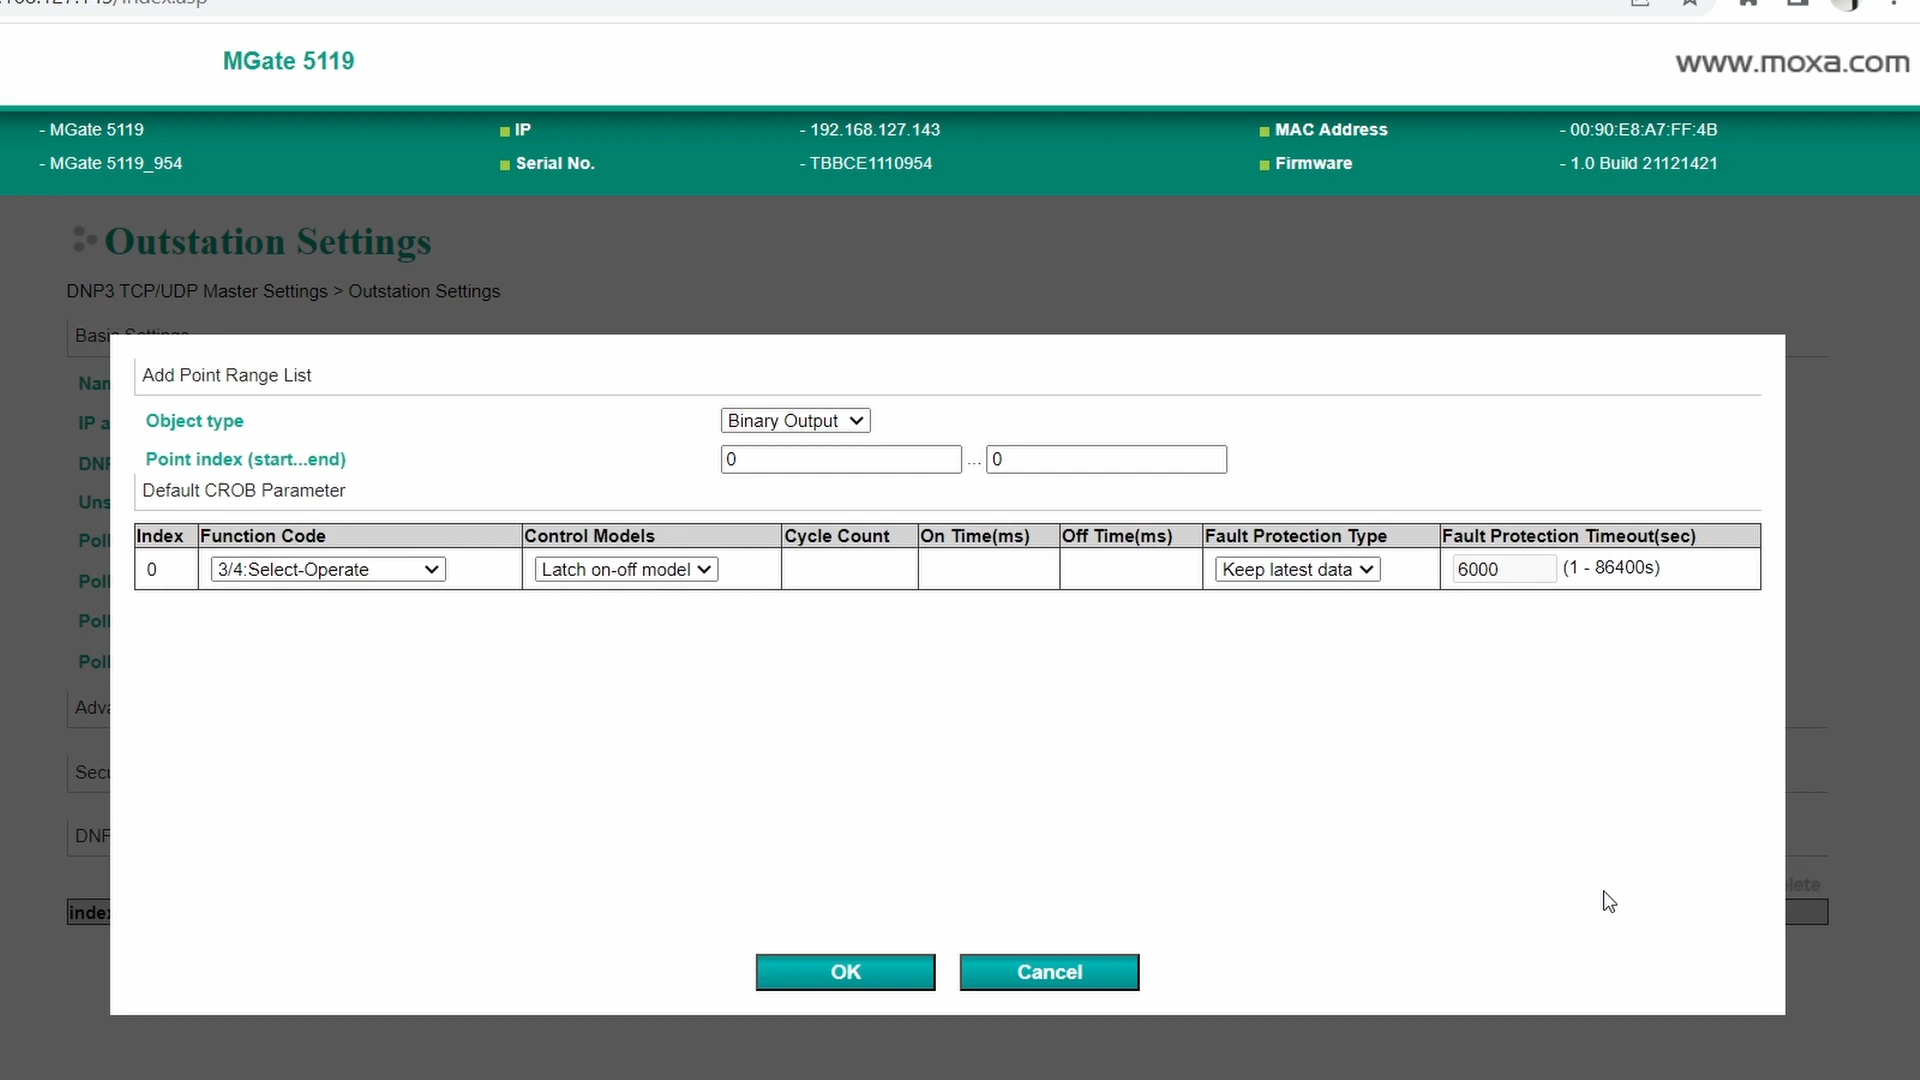 MGate 5119
www.moxa.com
- MGate 5119
IP
- 192.168.127.143
MAC Address
- 00:90:E8:A7:FF:4B
- MGate 5119_954
Serial No.
- TBBCE1110954
Firmware
- 1.0 Build 21121421
Outstation Settings
DNP3 TCP/UDP Master Settings > Outstation Settings
Basic Settings
Add Point Range List
Object type
Binary Output
Point index (start...end)
0 ... 0
Default CROB Parameter
Index Function Code Control Models Cycle Count On Time(ms) Off Time(ms) Fault Protection Type Fault Protection Timeout(sec)
0 3/4:Select-Operate Latch on-off model Keep latest data 6000 (1 - 86400s)
OK
Cancel